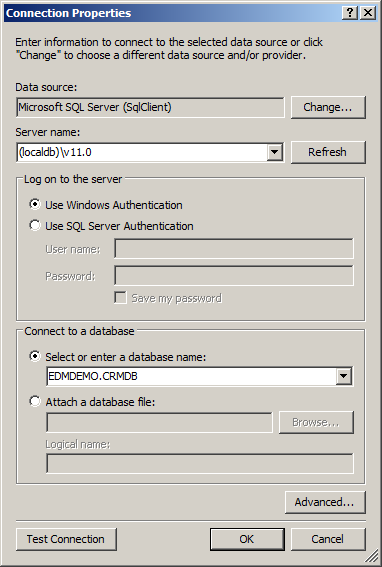 Connection Properties
Enter information to connect to the selected data source or click
"Change" to choose a different data source and/or provider.
Data source:
Microsoft SQL Server (SqlClient)
Change...
Server name:
(localdb)\v11.0
Refresh
Log on to the server
Use Windows Authentication
Use SQL Server Authentication
User name:
Password:
Save my password
Connect to a database
Select or enter a database name:
EDMDEMO.CRMDB
Attach a database file:
Browse...
Logical name:
Advanced...
Test Connection
OK
Cancel